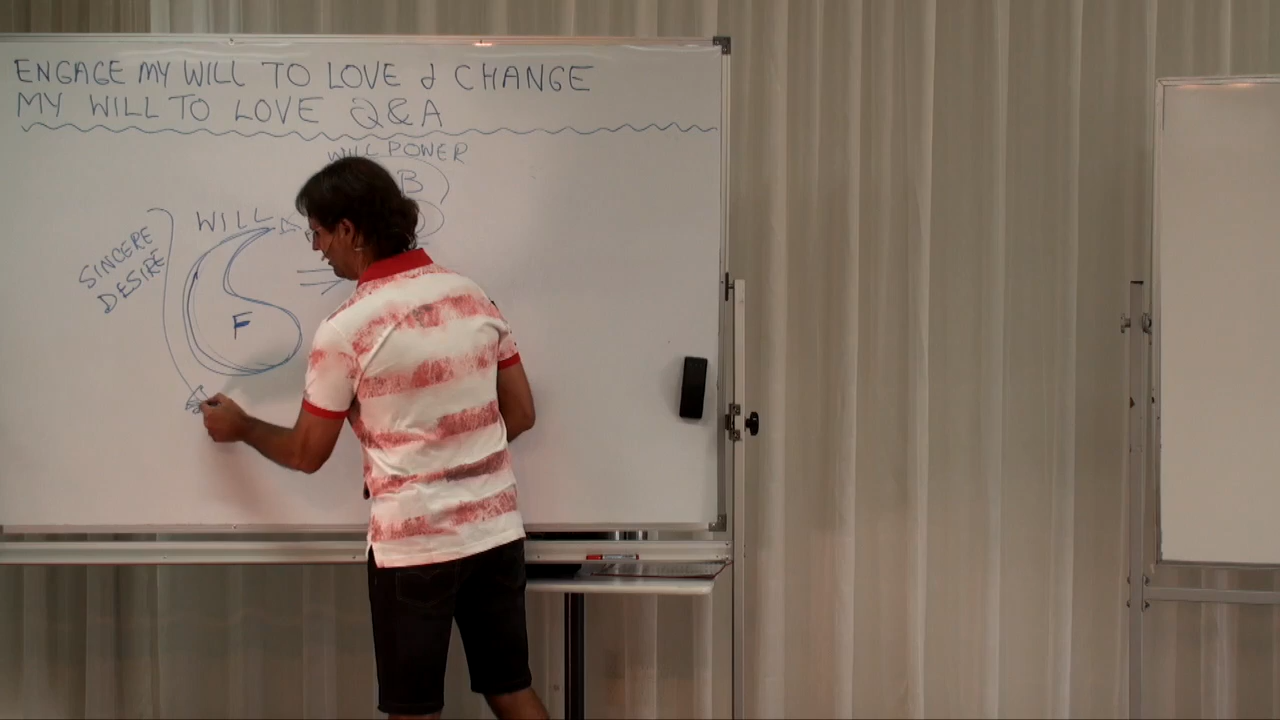 ENGAGE MY WILL TO LOVE & CHANGE
MY WILL TO LOVE Q&A
WILL POWER
B
WILL
SINCERE
DESIRE
F